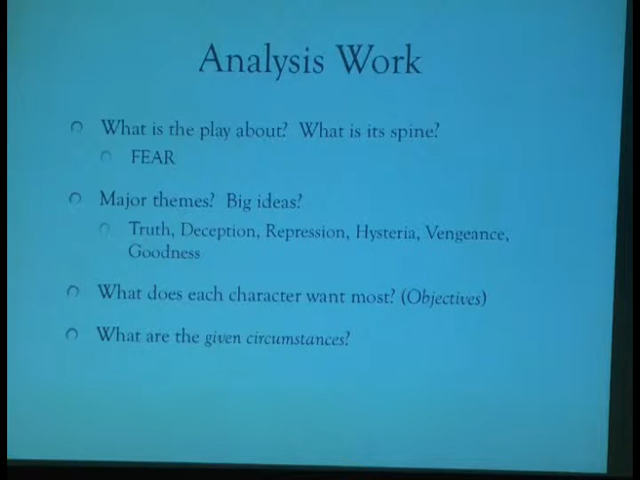 Analysis Work
What is the play about? What is its spine?
FEAR
Major themes? Big ideas?
Truth, Deception, Repression, Hysteria, Vengeance,
Goodness
What does each character want most? (Objectives)
What are the given circumstances?